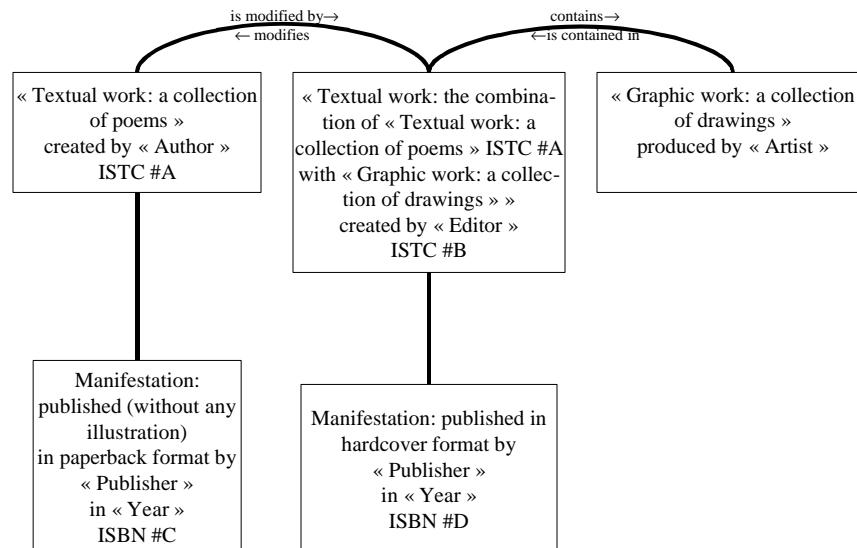 is modified by→
← modifies
contains→
←is contained in
« Textual work: a collection
of poems »
created by « Author »
ISTC #A
« Textual work: the combina-
tion of « Textual work: a
collection of poems » ISTC #A
with « Graphic work: a collec-
tion of drawings » »
created by « Editor »
ISTC #B
« Graphic work: a collection
of drawings »
produced by « Artist »
Manifestation:
published (without any
illustration)
in paperback format by
« Publisher »
in « Year »
ISBN #C
Manifestation: published in
hardcover format by
« Publisher »
in « Year »
ISBN #D